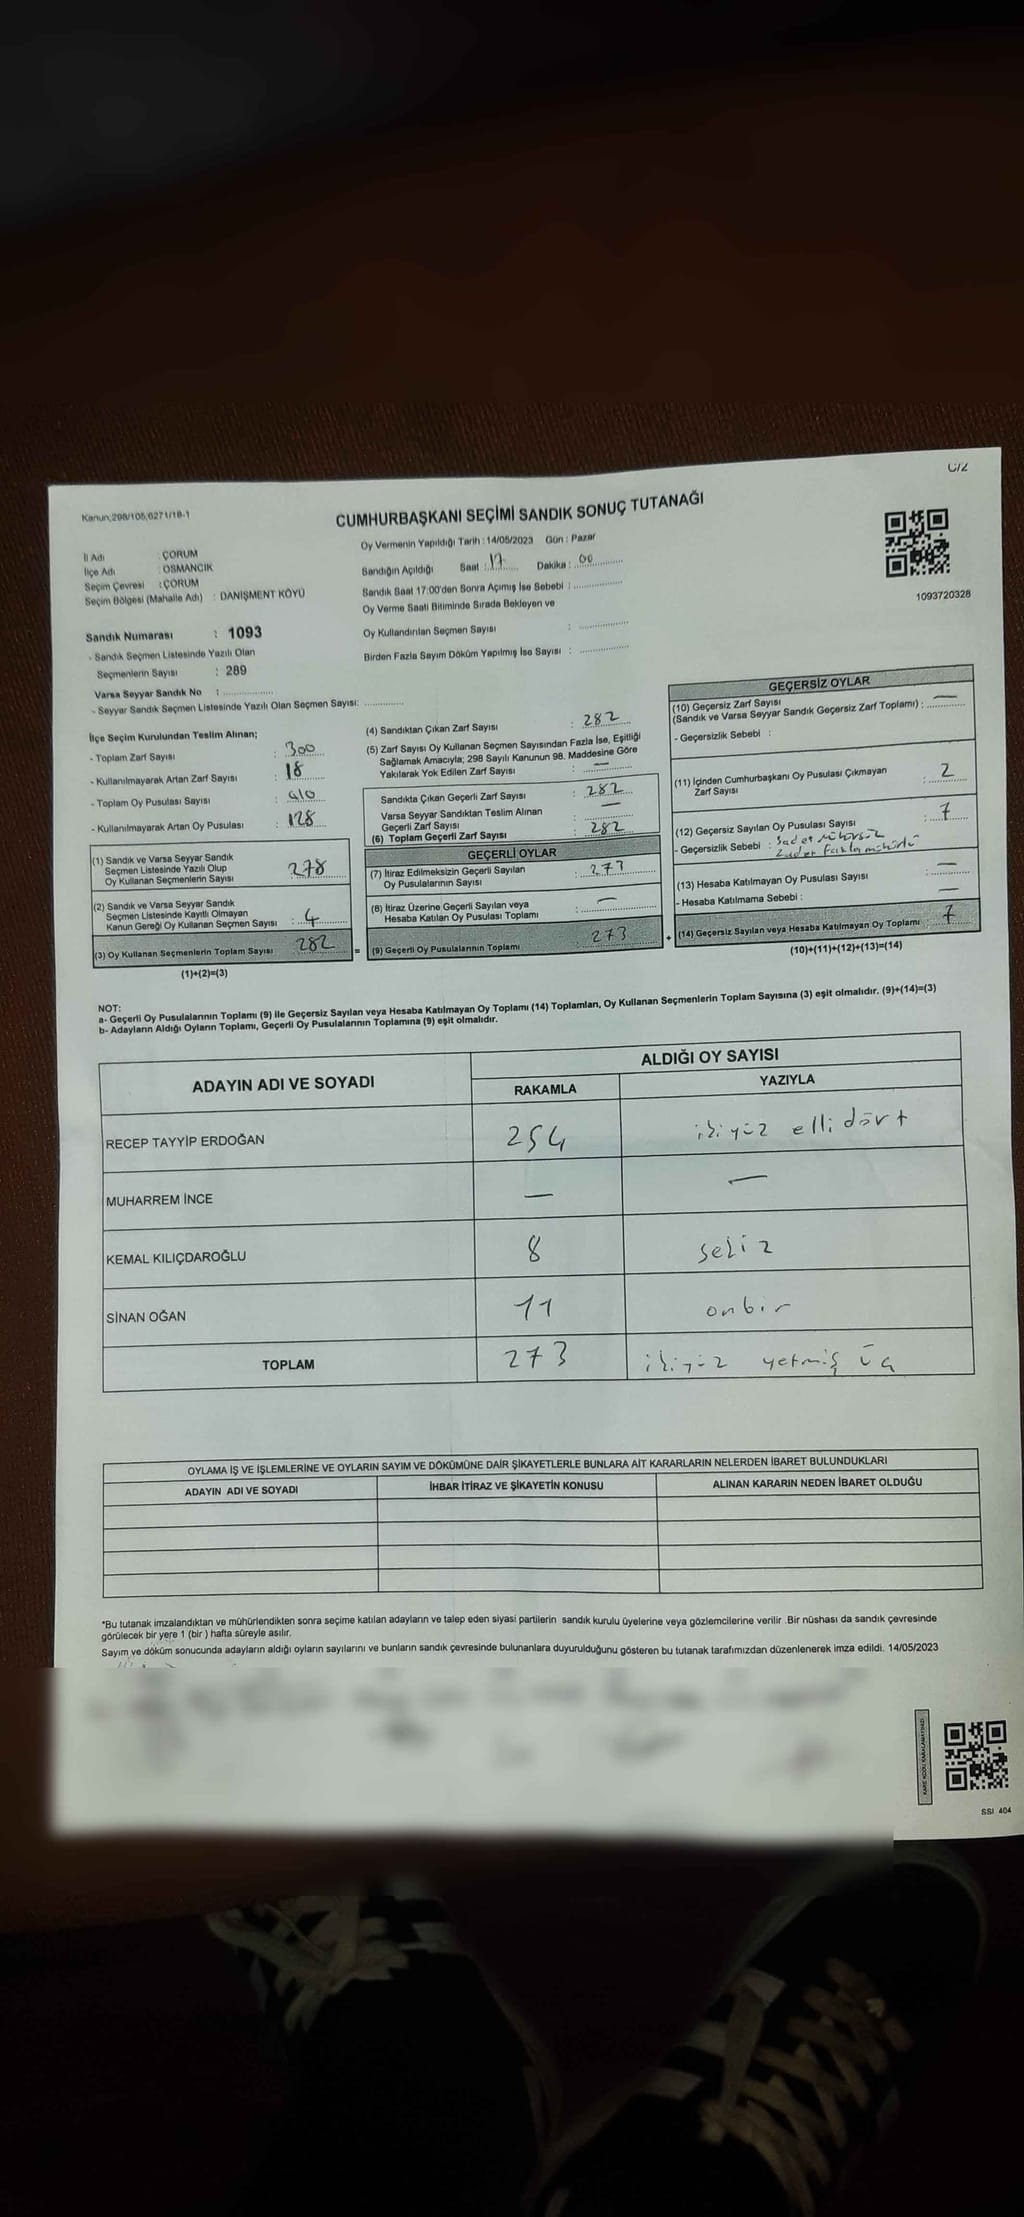 C/2
Kanun;298/105,6271/18-1
CUMHURBAŞKANI SEÇİMİ SANDIK SONUÇ TUTANAĞI
İl Adı : ÇORUM
İlçe Adı : OSMANCIK
Seçim Çevresi : ÇORUM
Seçim Bölgesi (Mahalle Adı) : DANİŞMENT KÖYÜ
Sandık Numarası : 1093
- Sandık Seçmen Listesinde Yazılı Olan
Seçmenlerin Sayısı : 289
Varsa Seyyar Sandık No :
- Seyyar Sandık Seçmen Listesinde Yazılı Olan Seçmen Sayısı:
Oy Vermenin Yapıldığı Tarih : 14/05/2023 Gün : Pazar
Sandığın Açıldığı Saat : 17 Dakika : 00
Sandık Saat 17:00'den Sonra Açımış İse Sebebi :
Oy Verme Saati Bitiminde Sırada Bekleyen ve
Oy Kullandırılan Seçmen Sayısı :
Birden Fazla Sayım Döküm Yapılmış İse Sayısı :
1093720328
İlçe Seçim Kurulundan Teslim Alınan;
- Toplam Zarf Sayısı : 300
- Kullanılmayarak Artan Zarf Sayısı : 18
- Toplam Oy Pusulası Sayısı : 410
- Kullanılmayarak Artan Oy Pusulası : 128
(1) Sandık ve Varsa Seyyar Sandık
Seçmen Listesinde Yazılı Olup
Oy Kullanan Seçmenlerin Sayısı : 278
(2) Sandık ve Varsa Seyyar Sandık
Seçmen Listesinde Kayıtlı Olmayan
Kanun Gereği Oy Kullanan Seçmen Sayısı : 4
(3) Oy Kullanan Seçmenlerin Toplam Sayısı 282
(1)+(2)=(3)
(4) Sandıktan Çıkan Zarf Sayısı : 282
(5) Zarf Sayısı Oy Kullanan Seçmen Sayısından Fazla İse, Eşitliği
Sağlamak Amacıyla; 298 Sayılı Kanunun 98. Maddesine Göre
Yakılarak Yok Edilen Zarf Sayısı : —
Sandıkta Çıkan Geçerli Zarf Sayısı : 282
Varsa Seyyar Sandıktan Teslim Alınan
Geçerli Zarf Sayısı : —
(6) Toplam Geçerli Zarf Sayısı : 282
GEÇERLİ OYLAR
(7) İtiraz Edilmeksizin Geçerli Sayılan
Oy Pusulalarının Sayısı : 273
(8) İtiraz Üzerine Geçerli Sayılan veya
Hesaba Katılan Oy Pusulası Toplamı : —
= (9) Geçerli Oy Pusulalarının Toplamı 273
GEÇERSİZ OYLAR
(10) Geçersiz Zarf Sayısı
(Sandık ve Varsa Seyyar Sandık Geçersiz Zarf Toplamı) : —
- Geçersizlik Sebebi :
(11) İçinden Cumhurbaşkanı Oy Pusulası Çıkmayan
Zarf Sayısı : 2
(12) Geçersiz Sayılan Oy Pusulası Sayısı : 7
- Geçersizlik Sebebi : 5 adet mühürsüz
2 adet fazla mühürlü
(13) Hesaba Katılmayan Oy Pusulası Sayısı : —
- Hesaba Katılmama Sebebi : —
+ (14) Geçersiz Sayılan veya Hesaba Katılmayan Oy Toplamı 7
(10)+(11)+(12)+(13)=(14)
NOT:
a- Geçerli Oy Pusulalarının Toplamı (9) ile Geçersiz Sayılan veya Hesaba Katılmayan Oy Toplamı (14) Toplamları, Oy Kullanan Seçmenlerin Toplam Sayısına (3) eşit olmalıdır. (9)+(14)=(3)
b- Adayların Aldığı Oyların Toplamı, Geçerli Oy Pusulalarının Toplamına (9) eşit olmalıdır.
ADAYIN ADI VE SOYADI
ALDIĞI OY SAYISI
RAKAMLA YAZIYLA
RECEP TAYYİP ERDOĞAN 254 ikiyüz ellidört
MUHARREM İNCE — —
KEMAL KILIÇDAROĞLU 8 sekiz
SİNAN OĞAN 11 onbir
TOPLAM 273 ikiyüz yetmiş üç
OYLAMA İŞ VE İŞLEMLERİNE VE OYLARIN SAYIM VE DÖKÜMÜNE DAİR ŞİKAYETLERLE BUNLARA AİT KARARLARIN NELERDEN İBARET BULUNDUKLARI
ADAYIN ADI VE SOYADI İHBAR İTİRAZ VE ŞİKAYETİN KONUSU ALINAN KARARIN NEDEN İBARET OLDUĞU
*Bu tutanak imzalandıktan ve mühürlendikten sonra seçime katılan adayların ve talep eden siyasi partilerin sandık kurulu üyelerine veya gözlemcilerine verilir .Bir nüshası da sandık çevresinde
görülecek bir yere 1 (bir ) hafta süreyle asılır.
Sayım ve döküm sonucunda adayların aldığı oyların sayılarını ve bunların sandık çevresinde bulunanlara duyurulduğunu gösteren bu tutanak tarafımızdan düzenlenerek imza edildi. 14/05/2023
KARE KODU KARALAMAYINIZ!
SSI 404